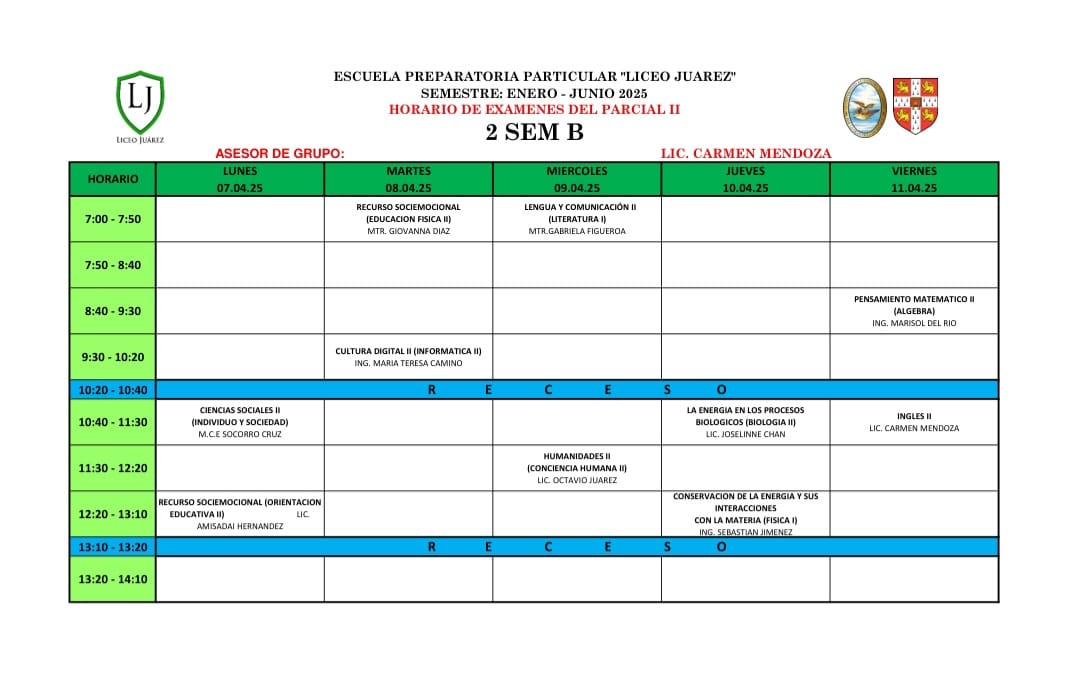 ESCUELA PREPARATORIA PARTICULAR "LICEO JUAREZ"
SEMESTRE: ENERO - JUNIO 2025
HORARIO DE EXAMENES DEL PARCIAL II
2 SEM B
LJ
LICEO JUÁREZ
ASESOR DE GRUPO: LIC. CARMEN MENDOZA
HORARIO
LUNES
07.04.25
MARTES
08.04.25
MIERCOLES
09.04.25
JUEVES
10.04.25
VIERNES
11.04.25
7:00 - 7:50
RECURSO SOCIEMOCIONAL
(EDUCACION FISICA II)
MTR. GIOVANNA DIAZ
LENGUA Y COMUNICACIÓN II
(LITERATURA I)
MTR.GABRIELA FIGUEROA
7:50 - 8:40
8:40 - 9:30
PENSAMIENTO MATEMATICO II
(ALGEBRA)
ING. MARISOL DEL RIO
9:30 - 10:20
CULTURA DIGITAL II (INFORMATICA II)
ING. MARIA TERESA CAMINO
10:20 - 10:40
R E C E S O
10:40 - 11:30
CIENCIAS SOCIALES II
(INDIVIDUO Y SOCIEDAD)
M.C.E SOCORRO CRUZ
LA ENERGIA EN LOS PROCESOS
BIOLOGICOS (BIOLOGIA II)
LIC. JOSELINNE CHAN
INGLES II
LIC. CARMEN MENDOZA
11:30 - 12:20
HUMANIDADES II
(CONCIENCIA HUMANA II)
LIC. OCTAVIO JUAREZ
12:20 - 13:10
RECURSO SOCIEMOCIONAL (ORIENTACION
EDUCATIVA II) LIC.
AMISADAI HERNANDEZ
CONSERVACION DE LA ENERGIA Y SUS
INTERACCIONES
CON LA MATERIA (FISICA I)
ING. SEBASTIAN JIMENEZ
13:10 - 13:20
R E C E S O
13:20 - 14:10